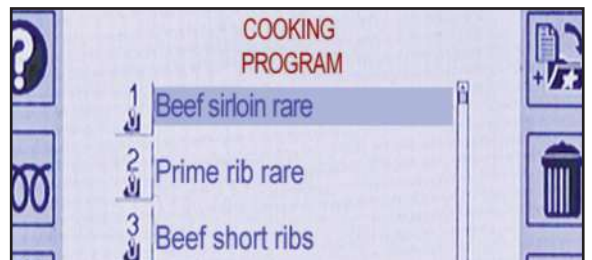 COOKING
PROGRAM
1 Beef sirloin rare
2 Prime rib rare
3 Beef short ribs